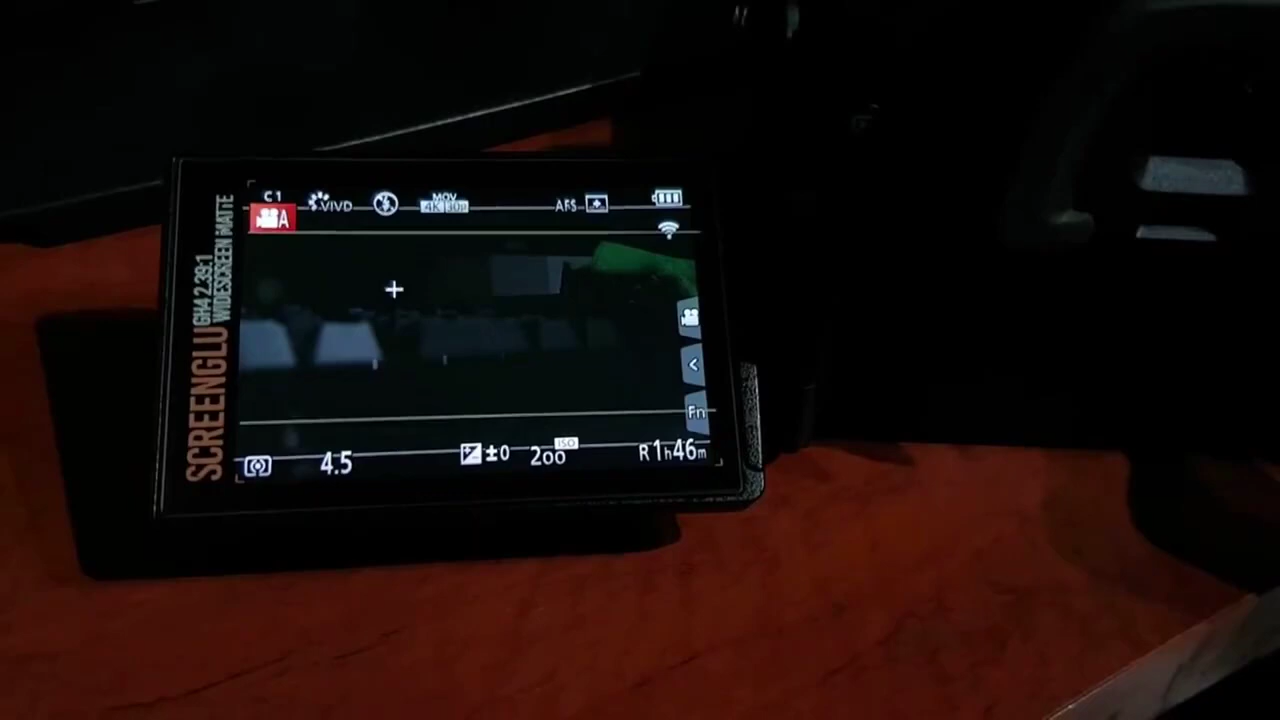 SCREENGLU GH4 2.39:1
WIDESCREEN MATTE
C1
A
VIVD
MOV
4K 30p
AFS
<
Fn
4.5
±0
ISO
200
R1h46m